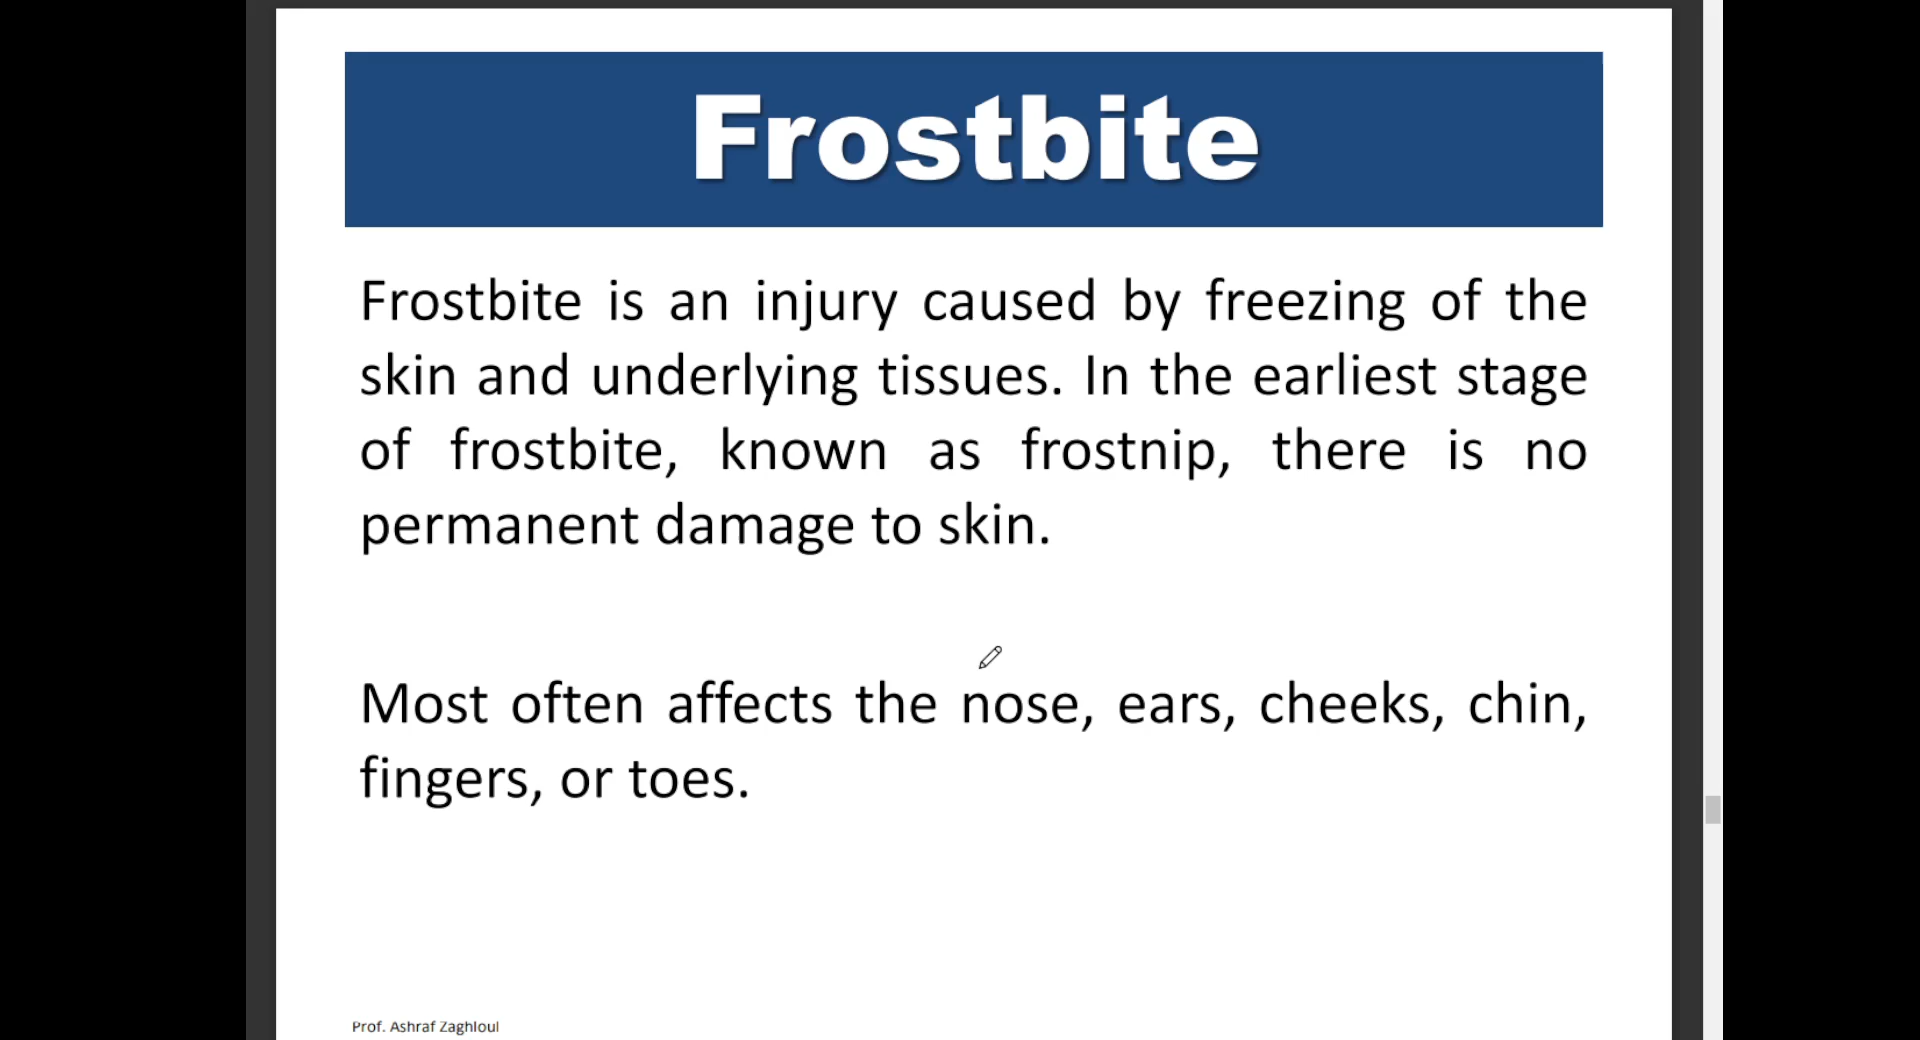 Frostbite
Frostbite is an injury caused by freezing of the
skin and underlying tissues. In the earliest stage
of frostbite, known as frostnip, there is no
permanent damage to skin.
Most often affects the nose, ears, cheeks, chin,
fingers, or toes.
Prof. Ashraf Zaghloul